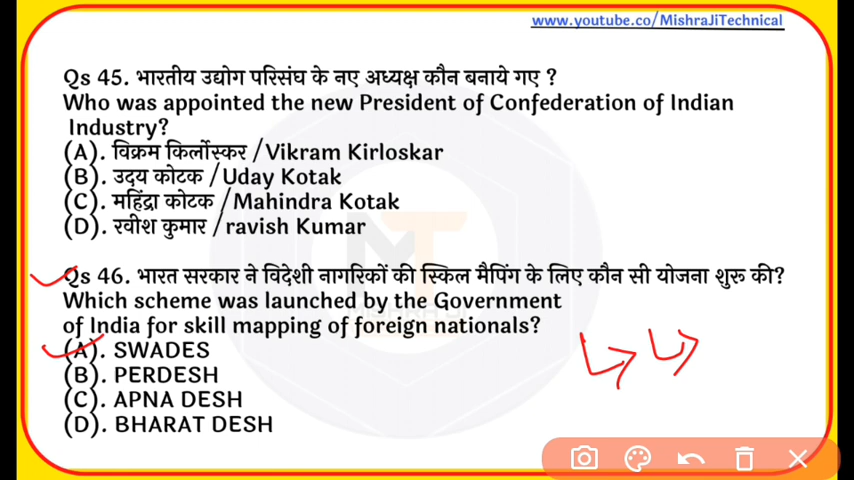 www.youtube.co/MishraJiTechnical
Qs 45. भारतीय उद्योग परिसंघ के नए अध्यक्ष कौन बनाये गए ?
Who was appointed the new President of Confederation of Indian
Industry?
(A). विक्रम किर्लोस्कर /Vikram Kirloskar
(B). उदय कोटक /Uday Kotak
(C). महिंद्रा कोटक /Mahindra Kotak
(D). रवीश कुमार /ravish Kumar
Qs 46. भारत सरकार ने विदेशी नागरिकों की स्किल मैपिंग के लिए कौन सी योजना शुरू की?
Which scheme was launched by the Government
of India for skill mapping of foreign nationals?
(A). SWADES
(B). PERDESH
(C). APNA DESH
(D). BHARAT DESH